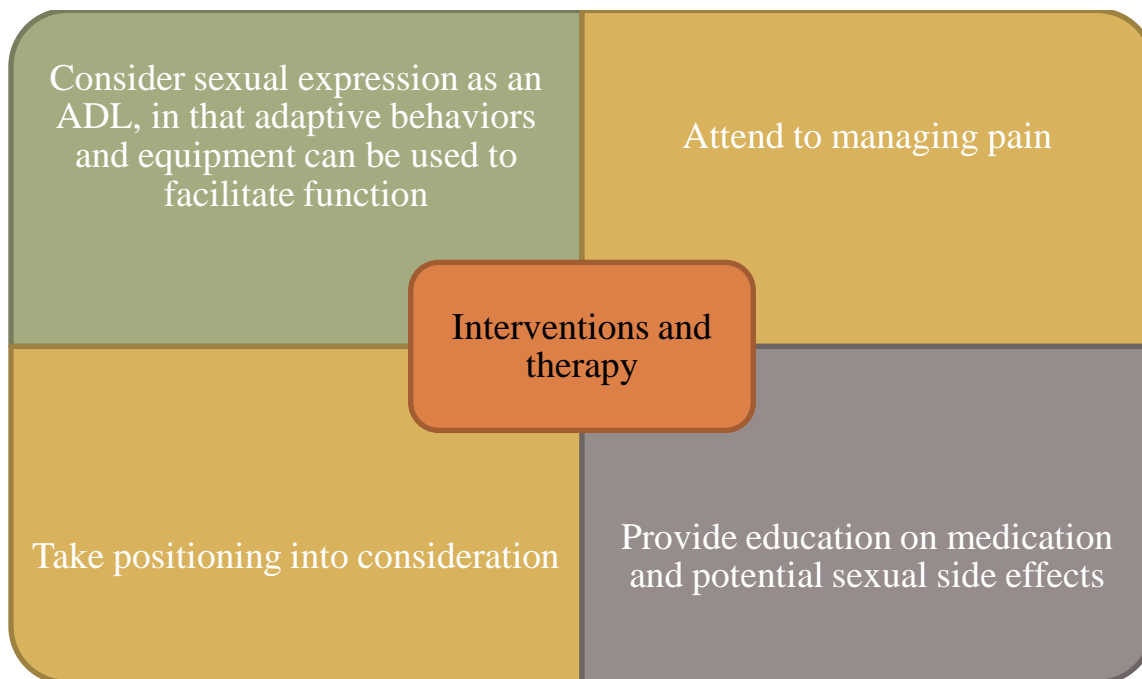 Consider sexual expression as an
ADL, in that adaptive behaviors
and equipment can be used to
facilitate function
Attend to managing pain
Interventions and
therapy
Take positioning into consideration
Provide education on medication
and potential sexual side effects